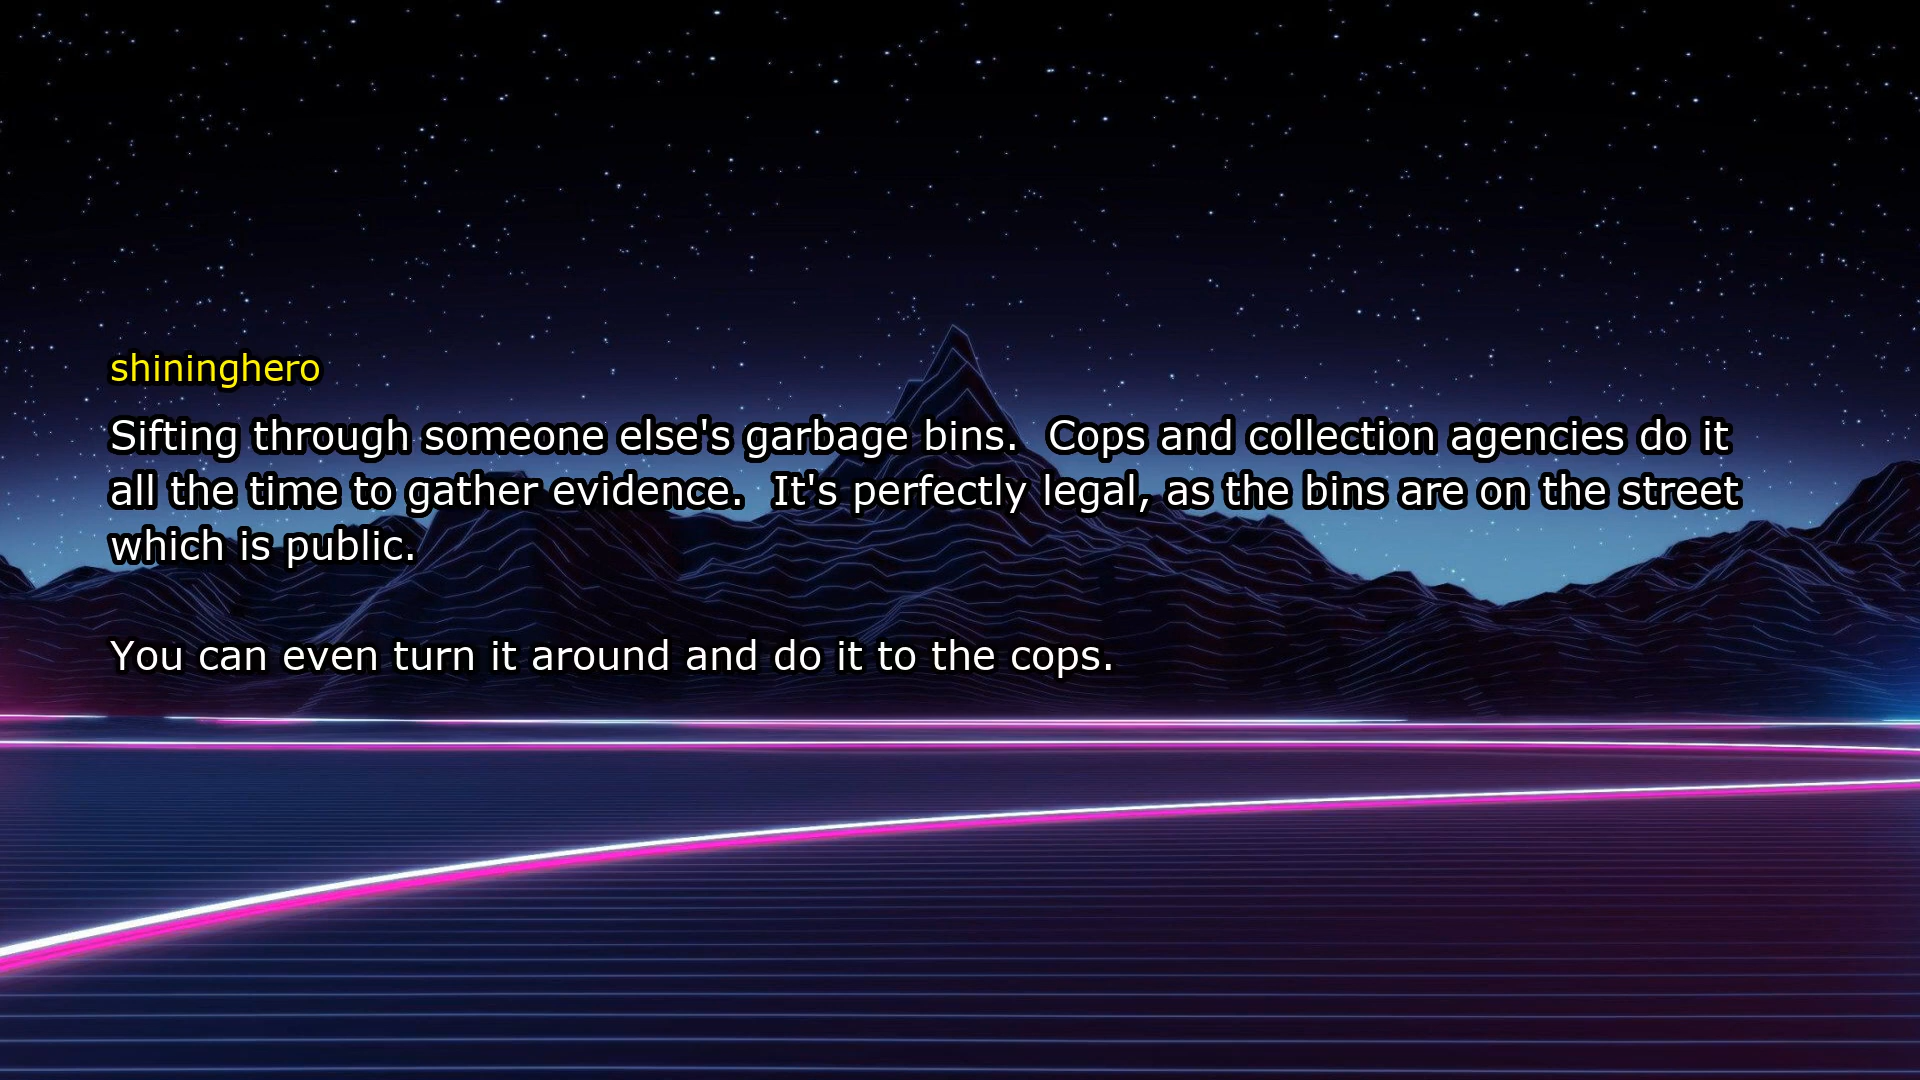 shininghero
Sifting through someone else's garbage bins.  Cops and collection agencies do it
all the time to gather evidence.  It's perfectly legal, as the bins are on the street
which is public.
You can even turn it around and do it to the cops.